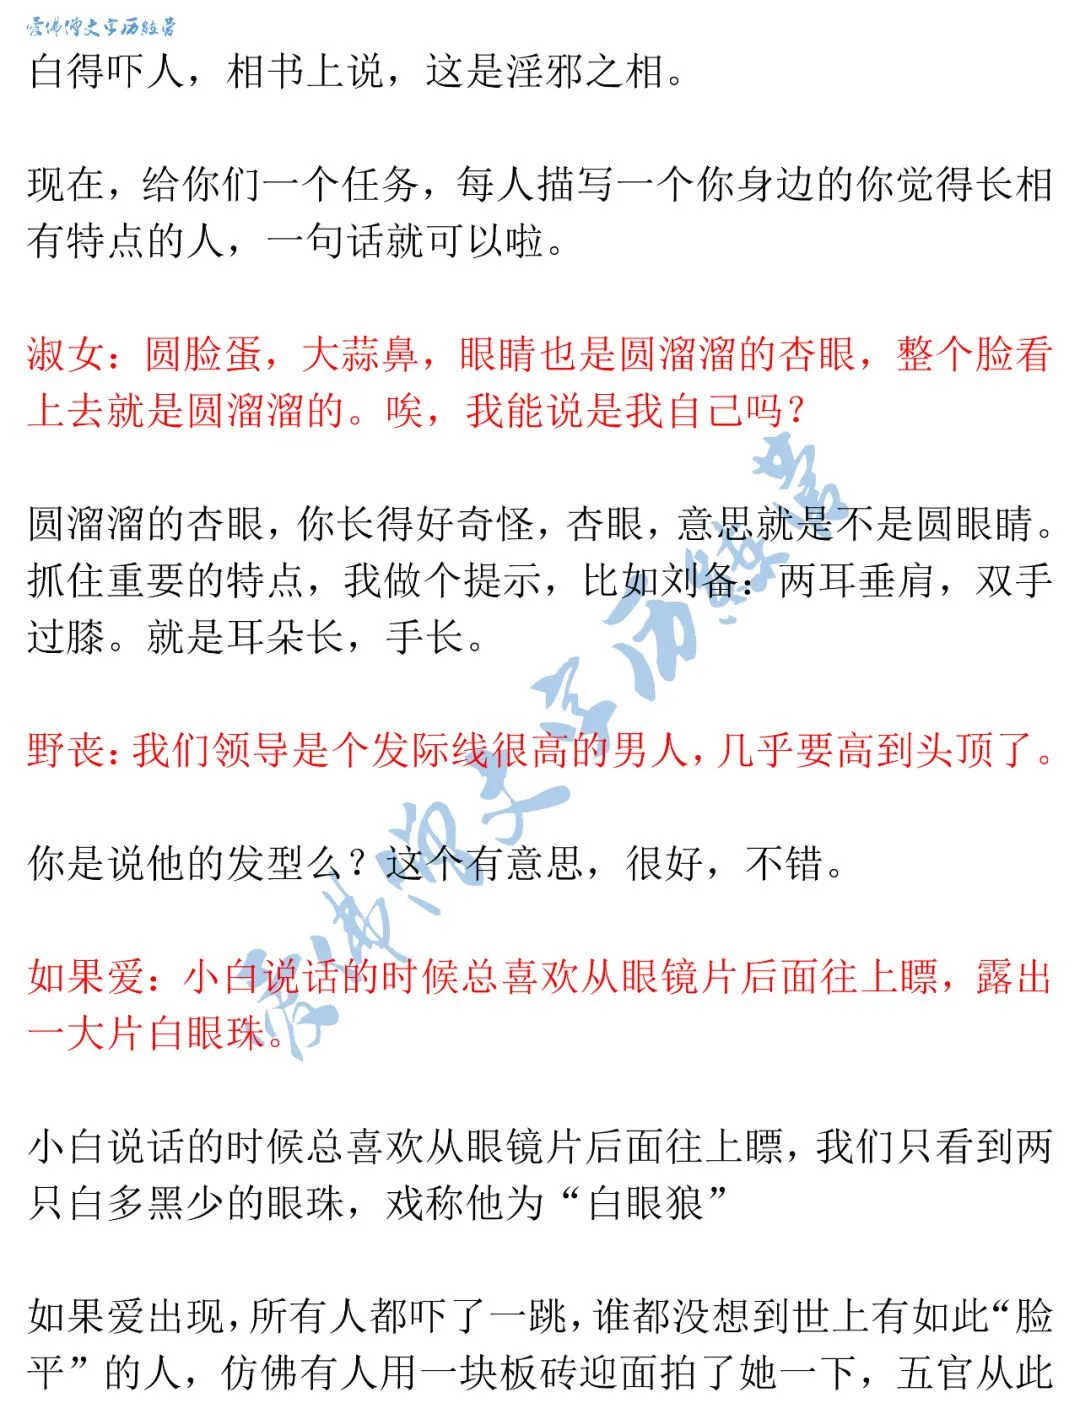 爱佛僧文字历练营
白得吓人，相书上说，这是淫邪之相。
现在，给你们一个任务，每人描写一个你身边的你觉得长相
有特点的人，一句话就可以啦。
淑女：圆脸蛋，大蒜鼻，眼睛也是圆溜溜的杏眼，整个脸看
上去就是圆溜溜的。唉，我能说是我自己吗？
圆溜溜的杏眼，你长得好奇怪，杏眼，意思就是不是圆眼睛。
抓住重要的特点，我做个提示，比如刘备：两耳垂肩，双手
过膝。就是耳朵长，手长。
野丧：我们领导是个发际线很高的男人，几乎要高到头顶了。
你是说他的发型么？这个有意思，很好，不错。
如果爱：小白说话的时候总喜欢从眼镜片后面往上瞟，露出
一大片白眼珠。
小白说话的时候总喜欢从眼镜片后面往上瞟，我们只看到两
只白多黑少的眼珠，戏称他为“白眼狼”
如果爱出现，所有人都吓了一跳，谁都没想到世上有如此“脸
平”的人，仿佛有人用一块板砖迎面拍了她一下，五官从此
爱佛僧文字历练营